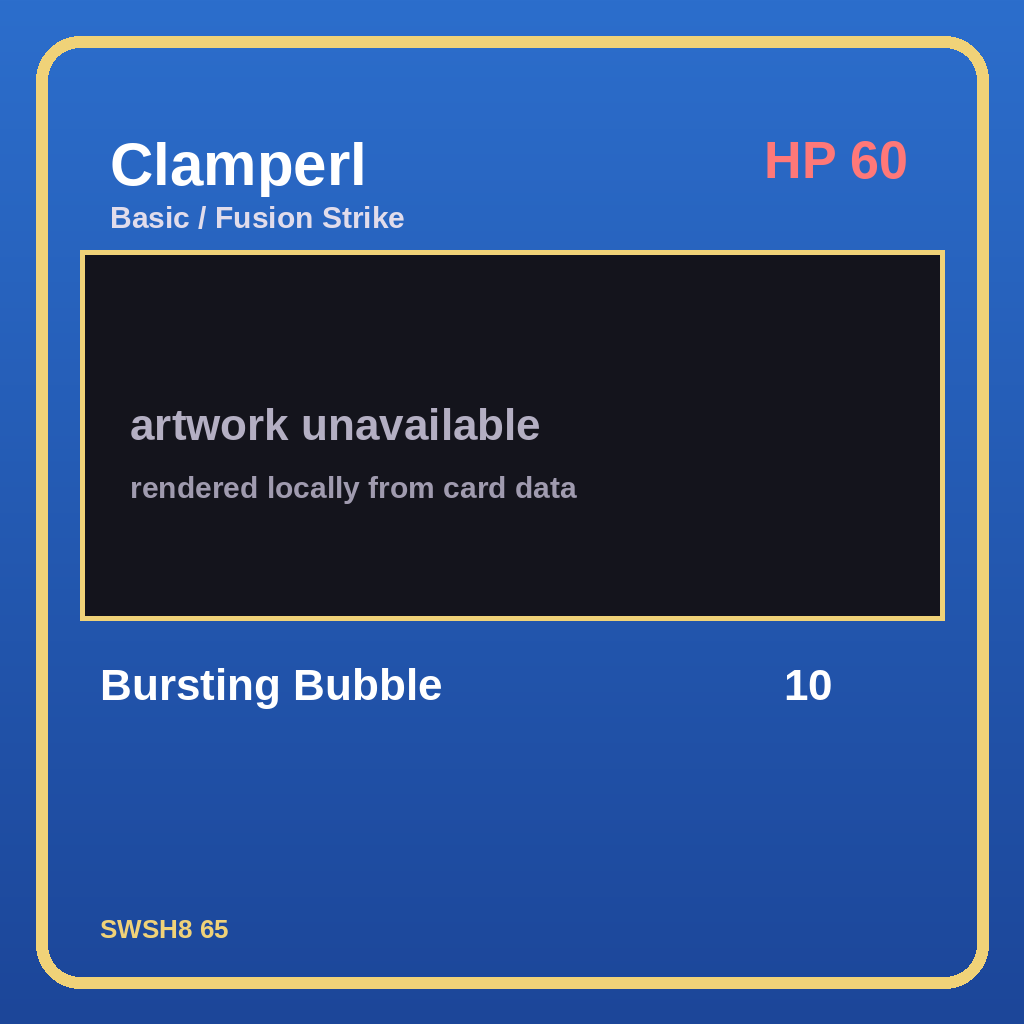 Clamperl
HP 60
Basic / Fusion Strike
artwork unavailable
rendered locally from card data
Bursting Bubble 10
SWSH8 65